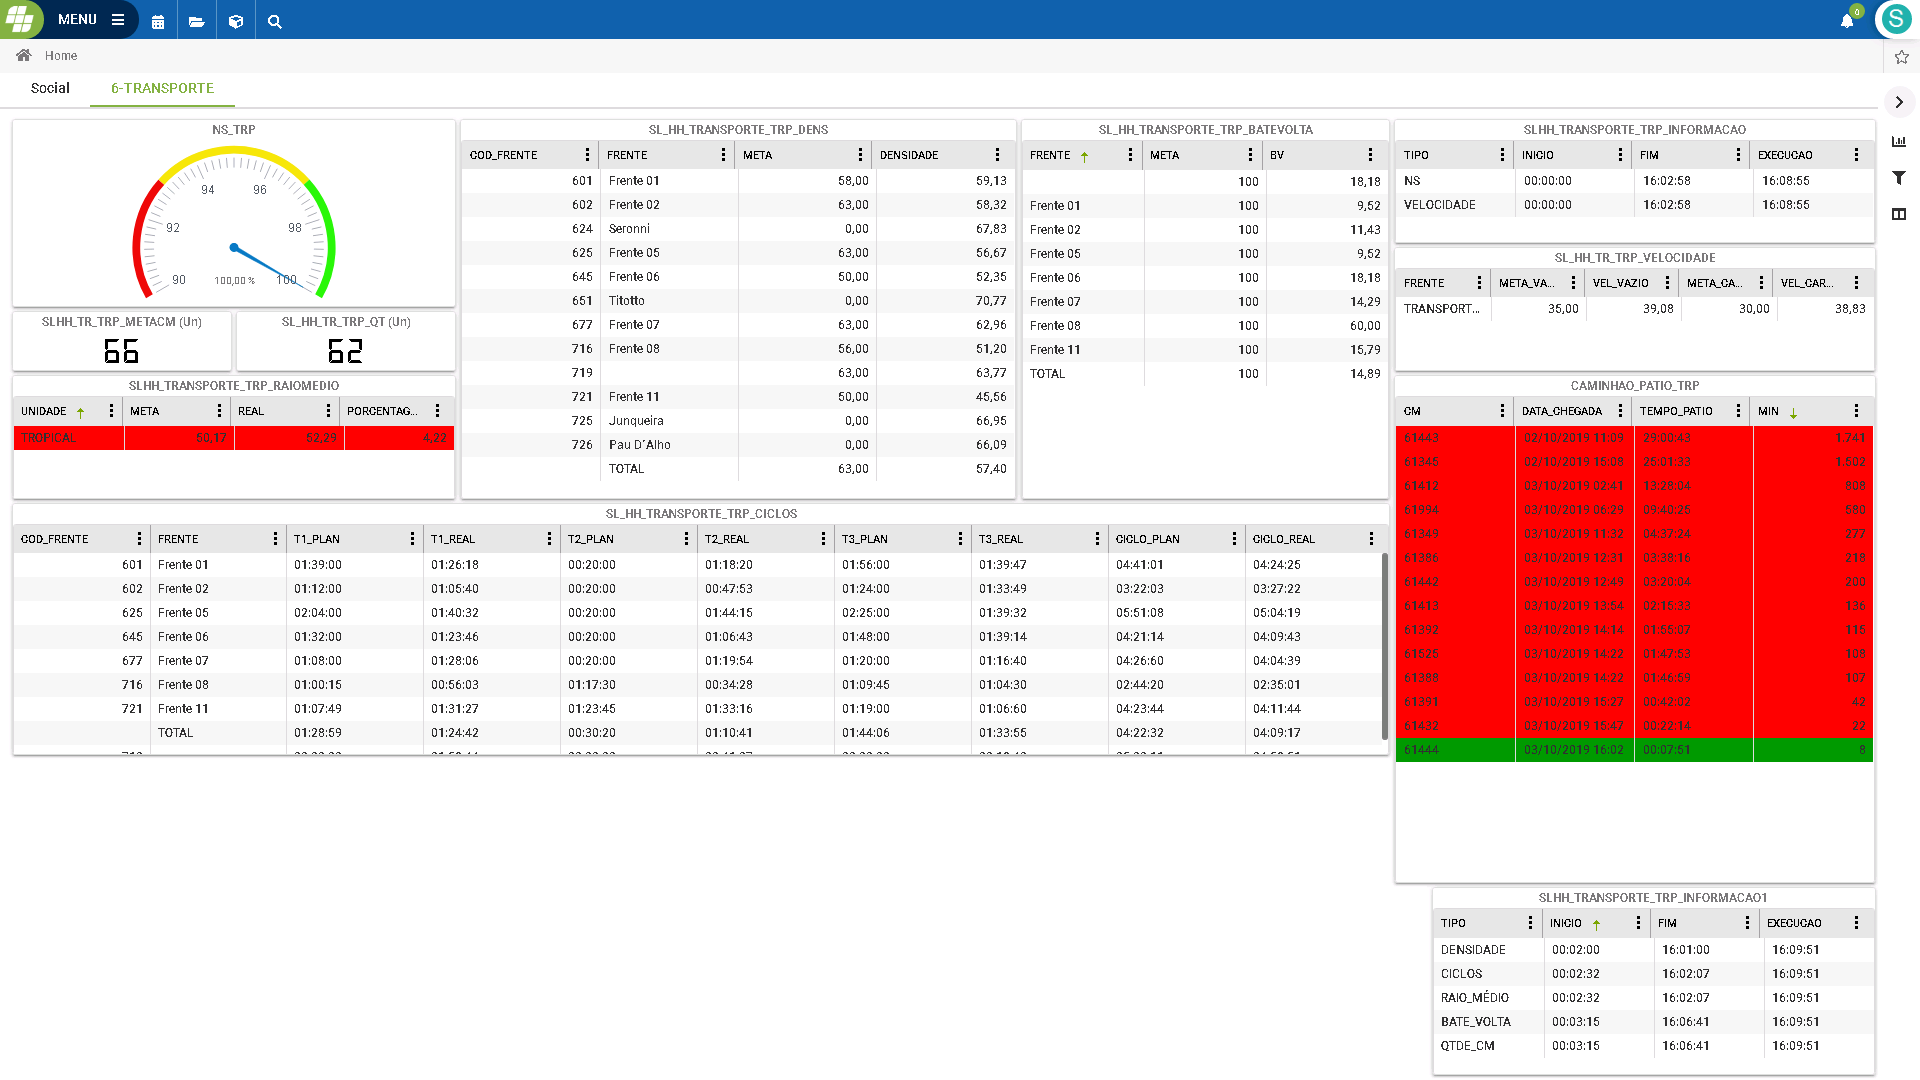 MENU
0
S
Home
Social 6-TRANSPORTE
NS_TRP
90 92 94 96 98 100
100,00 %
SLHH_TR_TRP_METACM (Un)
66
SL_HH_TR_TRP_QT (Un)
62
SLHH_TRANSPORTE_TRP_RAIOMEDIO
UNIDADE META REAL PORCENTAG...
TROPICAL 50,17 52,29 4,22
SL_HH_TRANSPORTE_TRP_DENS
COD_FRENTE FRENTE META DENSIDADE
601 Frente 01 58,00 59,13
602 Frente 02 63,00 58,32
624 Seronni 0,00 67,83
625 Frente 05 63,00 56,67
645 Frente 06 50,00 52,35
651 Titotto 0,00 70,77
677 Frente 07 63,00 62,96
716 Frente 08 56,00 51,20
719 63,00 63,77
721 Frente 11 50,00 45,56
725 Junqueira 0,00 66,95
726 Pau D´Alho 0,00 66,09
TOTAL 63,00 57,40
SL_HH_TRANSPORTE_TRP_BATEVOLTA
FRENTE META BV
100 18,18
Frente 01 100 9,52
Frente 02 100 11,43
Frente 05 100 9,52
Frente 06 100 18,18
Frente 07 100 14,29
Frente 08 100 60,00
Frente 11 100 15,79
TOTAL 100 14,89
SLHH_TRANSPORTE_TRP_INFORMACAO
TIPO INICIO FIM EXECUCAO
NS 00:00:00 16:02:58 16:08:55
VELOCIDADE 00:00:00 16:02:58 16:08:55
SL_HH_TR_TRP_VELOCIDADE
FRENTE META_VA... VEL_VAZIO META_CA... VEL_CAR...
TRANSPORT... 35,00 39,08 30,00 38,83
CAMINHAO_PATIO_TRP
CM DATA_CHEGADA TEMPO_PATIO MIN
61443 02/10/2019 11:09 29:00:43 1.741
61345 02/10/2019 15:08 25:01:33 1.502
61412 03/10/2019 02:41 13:28:04 808
61394 03/10/2019 06:29 09:40:25 580
61349 03/10/2019 11:32 04:37:24 277
61386 03/10/2019 12:31 03:38:16 218
61442 03/10/2019 12:49 03:20:04 200
61413 03/10/2019 13:54 02:15:33 136
61392 03/10/2019 14:14 01:55:07 115
61525 03/10/2019 14:22 01:47:53 108
61388 03/10/2019 14:22 01:46:59 107
61391 03/10/2019 15:27 00:42:02 42
61432 03/10/2019 15:47 00:22:14 22
61444 03/10/2019 16:02 00:07:51 8
SL_HH_TRANSPORTE_TRP_CICLOS
COD_FRENTE FRENTE T1_PLAN T1_REAL T2_PLAN T2_REAL T3_PLAN T3_REAL CICLO_PLAN CICLO_REAL
601 Frente 01 01:39:00 01:26:18 00:20:00 01:18:20 01:56:00 01:39:47 04:41:01 04:24:25
602 Frente 02 01:12:00 01:05:40 00:20:00 00:47:53 01:24:00 01:33:49 03:22:03 03:27:22
625 Frente 05 02:04:00 01:40:32 00:20:00 01:44:15 02:25:00 01:39:32 05:51:08 05:04:19
645 Frente 06 01:32:00 01:23:46 00:20:00 01:06:43 01:48:00 01:39:14 04:21:14 04:09:43
677 Frente 07 01:08:00 01:28:06 00:20:00 01:19:54 01:20:00 01:16:40 04:26:60 04:04:39
716 Frente 08 01:00:15 00:56:03 01:17:30 00:34:28 01:09:45 01:04:30 02:44:20 02:35:01
721 Frente 11 01:07:49 01:31:27 01:23:45 01:33:16 01:19:00 01:06:60 04:23:44 04:11:44
TOTAL 01:28:59 01:24:42 00:30:20 01:10:41 01:44:06 01:33:55 04:22:32 04:09:17
SLHH_TRANSPORTE_TRP_INFORMACAO1
TIPO INICIO FIM EXECUCAO
DENSIDADE 00:02:00 16:01:00 16:09:51
CICLOS 00:02:32 16:02:07 16:09:51
RAIO_MÉDIO 00:02:32 16:02:07 16:09:51
BATE_VOLTA 00:03:15 16:06:41 16:09:51
QTDE_CM 00:03:15 16:06:41 16:09:51